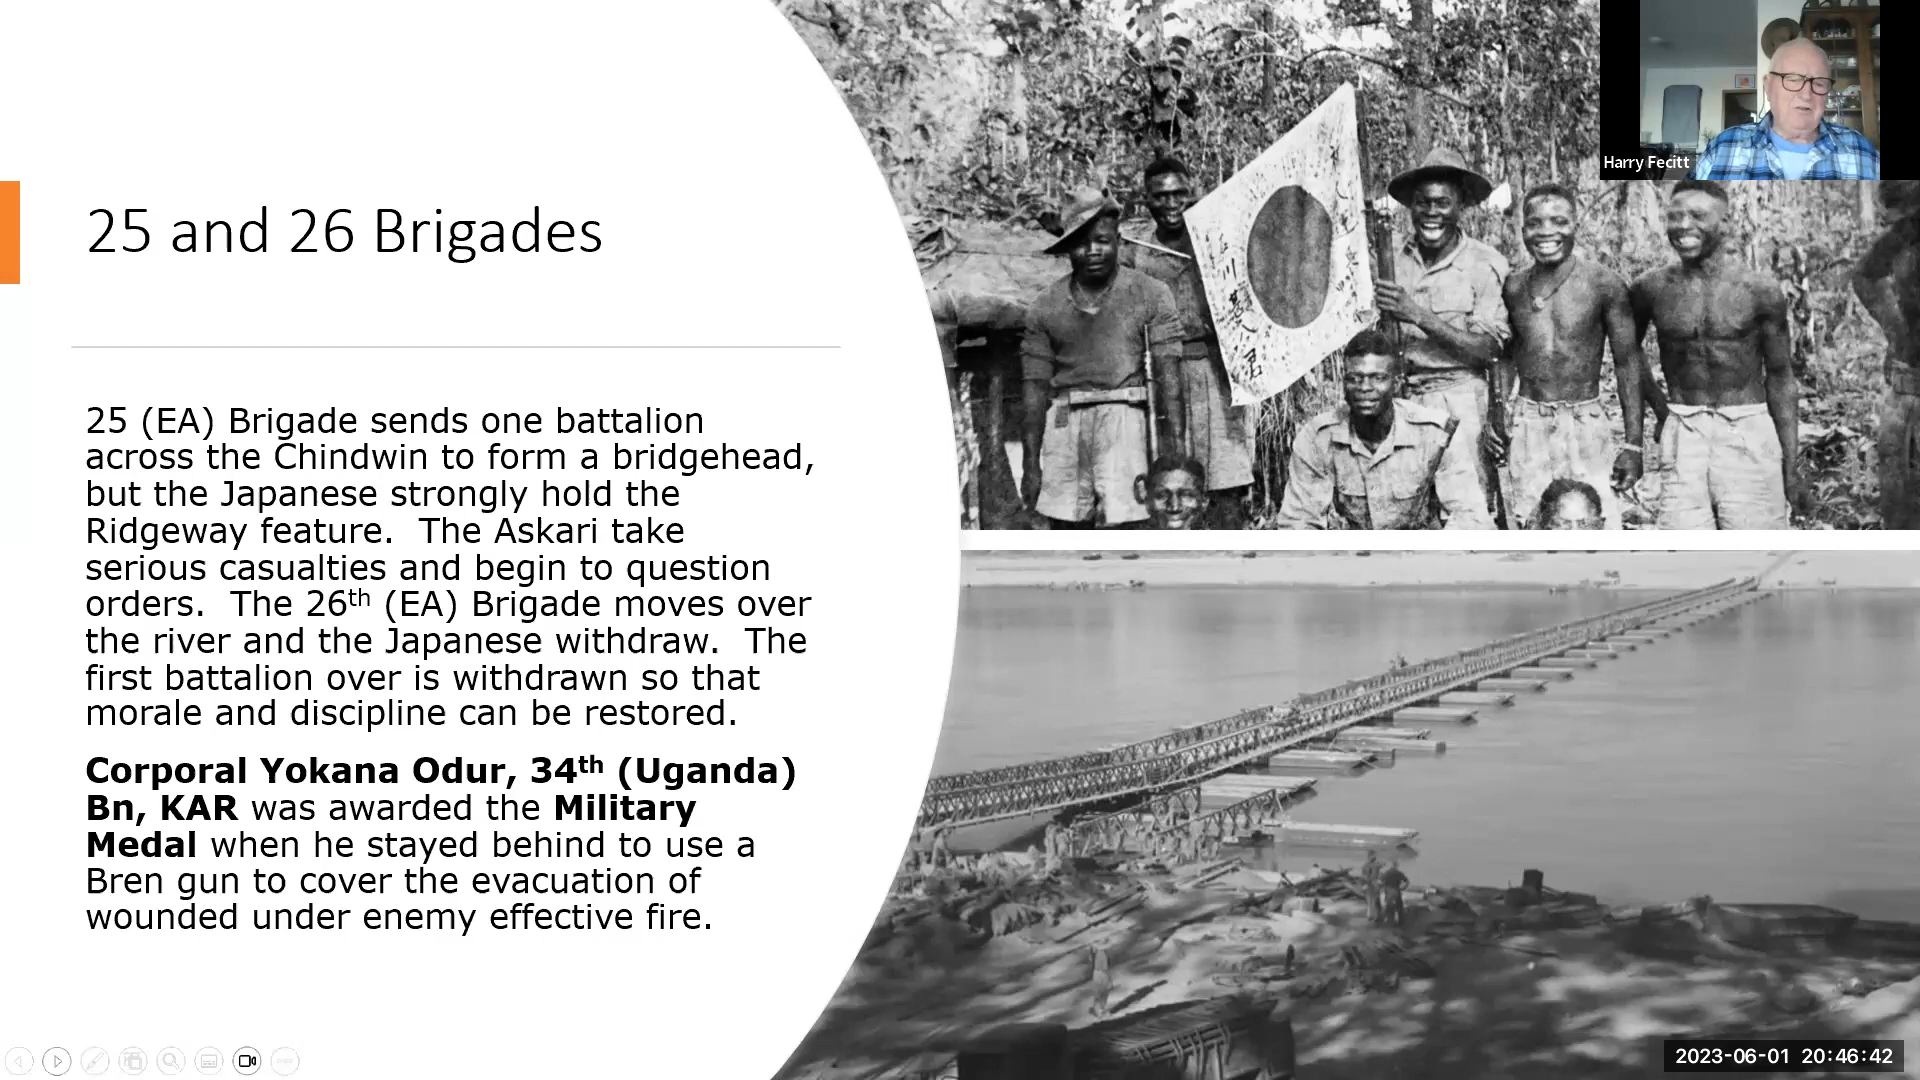 25 and 26 Brigades
25 (EA) Brigade sends one battalion
across the Chindwin to form a bridgehead,
but the Japanese strongly hold the
Ridgeway feature.  The Askari take
serious casualties and begin to question
orders.  The 26th (EA) Brigade moves over
the river and the Japanese withdraw.  The
first battalion over is withdrawn so that
morale and discipline can be restored.
Corporal Yokana Odur, 34th (Uganda)
Bn, KAR was awarded the Military
Medal when he stayed behind to use a
Bren gun to cover the evacuation of
wounded under enemy effective fire.
Harry Fecitt
2023-06-01 20:46:42